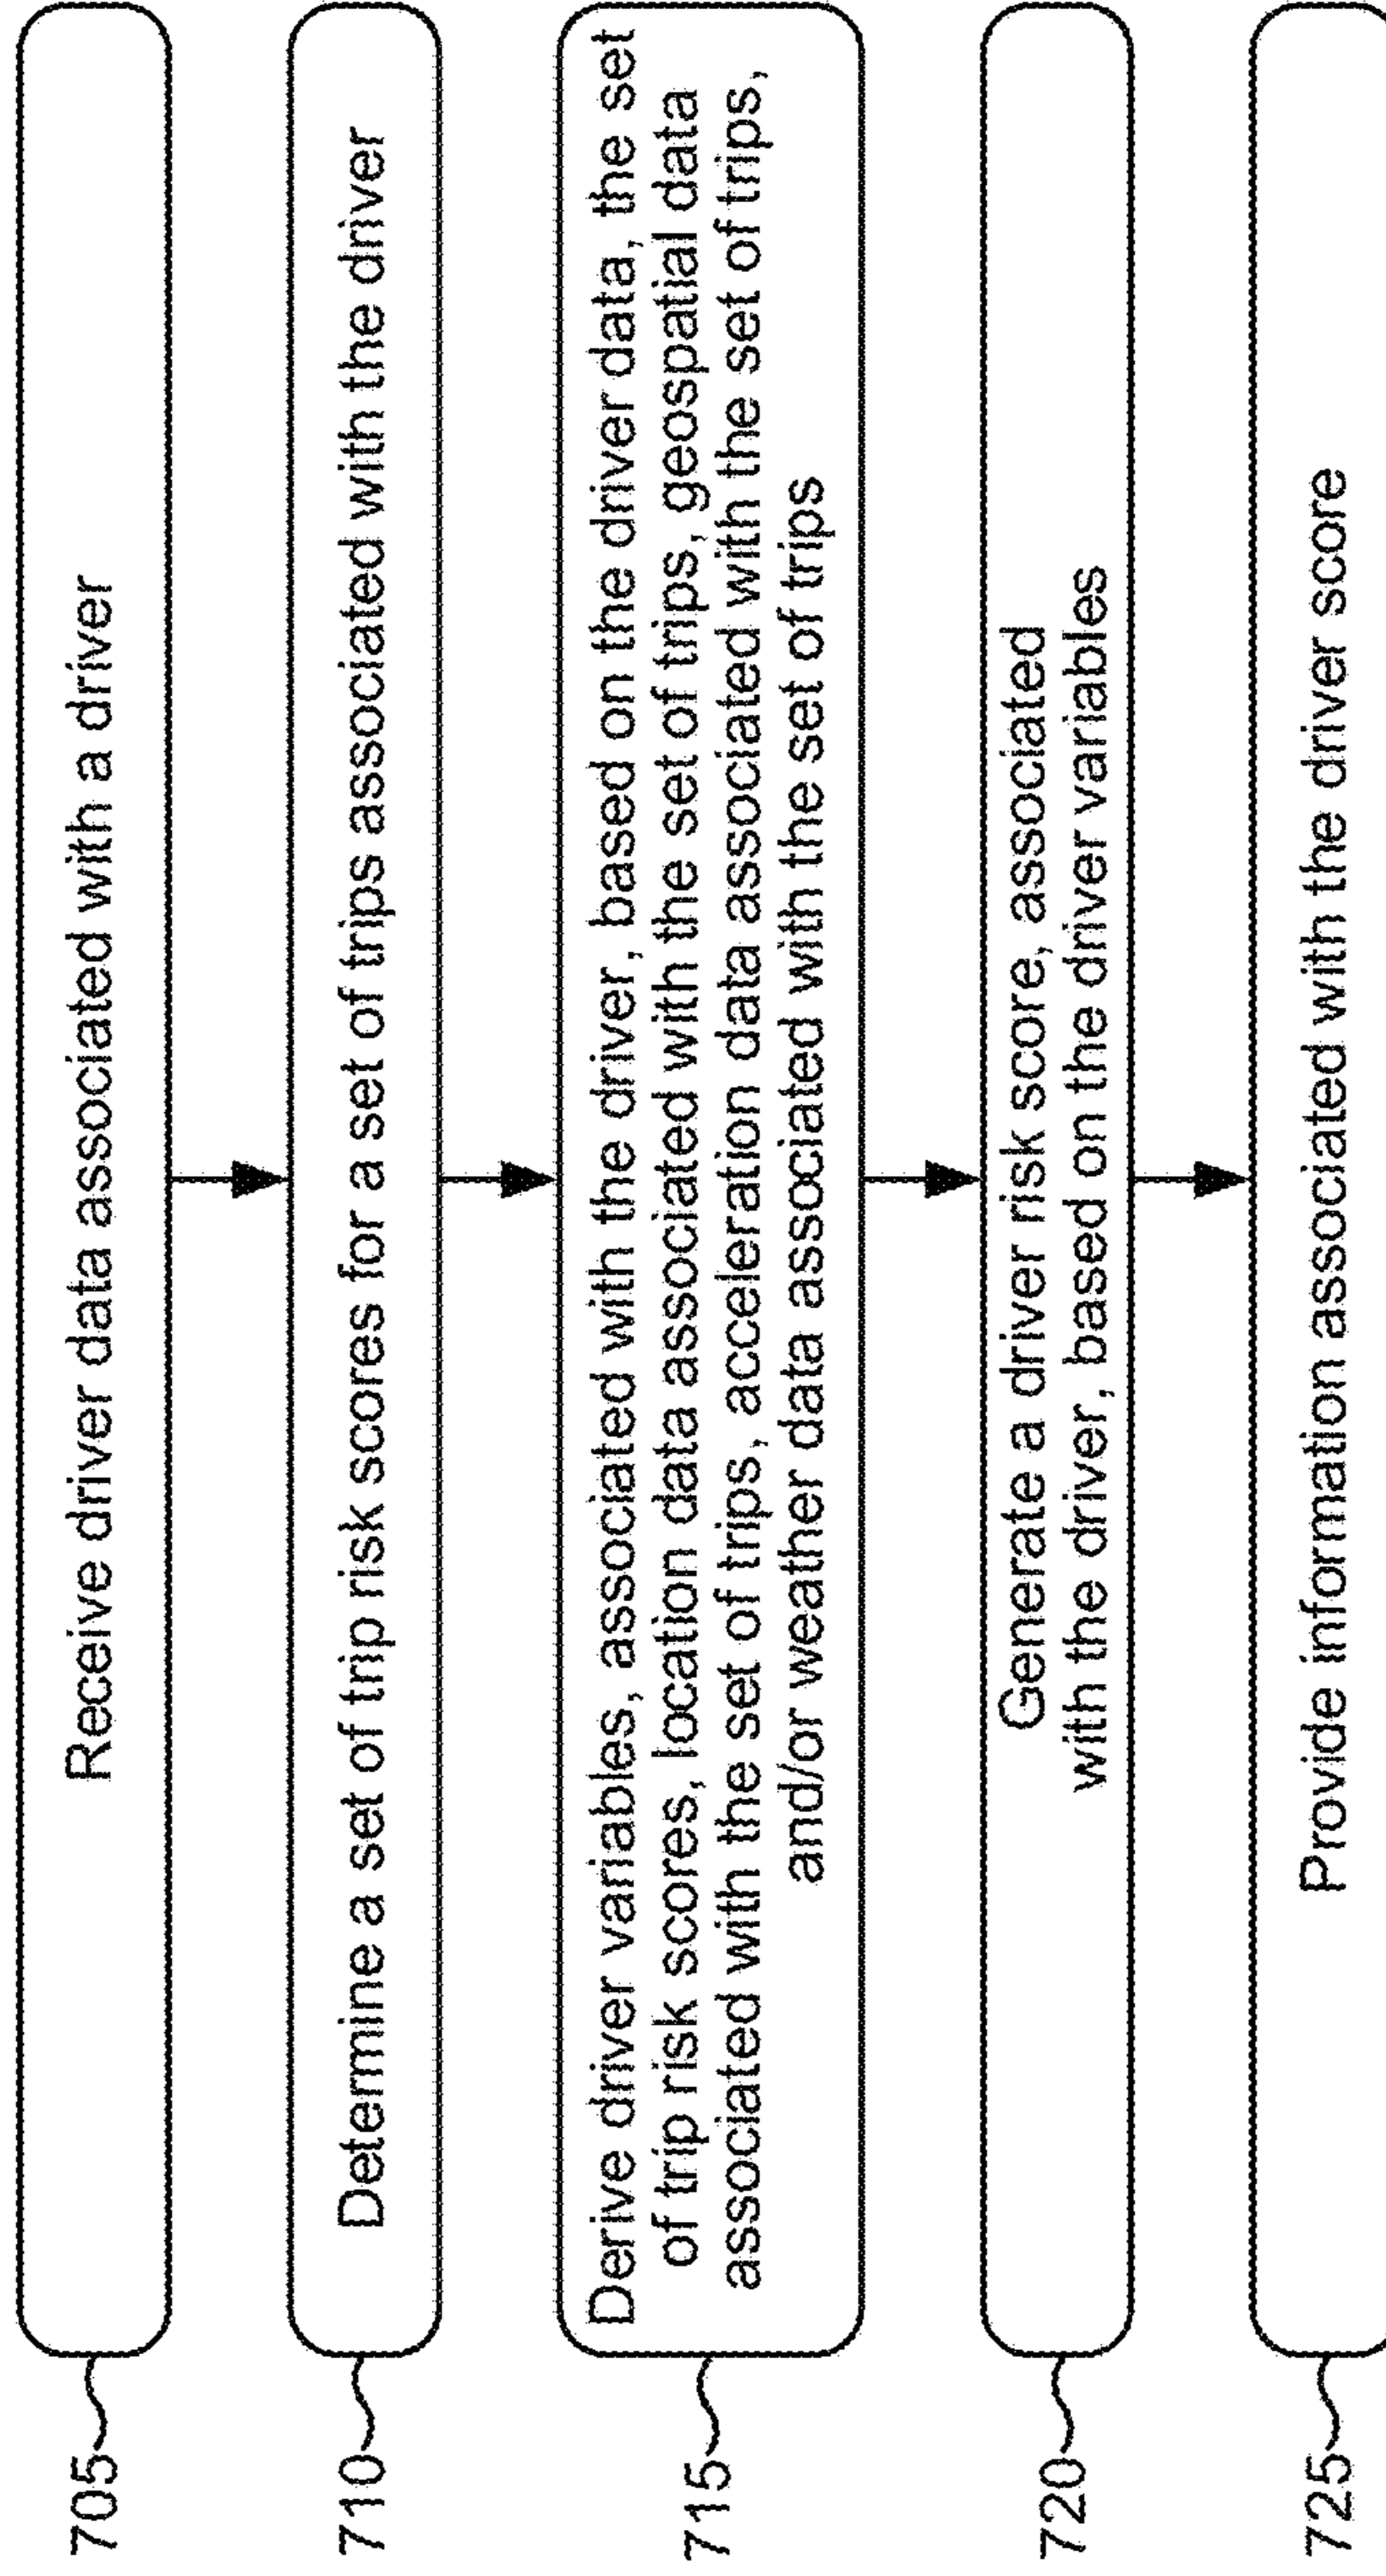 705
Receive driver data associated with a driver
710
Determine a set of trip risk scores for a set of trips associated with the driver
715
Derive driver variables, associated with the driver, based on the driver data, the set
of trip risk scores, location data associated with the set of trips, geospatial data
associated with the set of trips, acceleration data associated with the set of trips,
and/or weather data associated with the set of trips
720
Generate a driver risk score, associated
with the driver, based on the driver variables
725
Provide information associated with the driver score